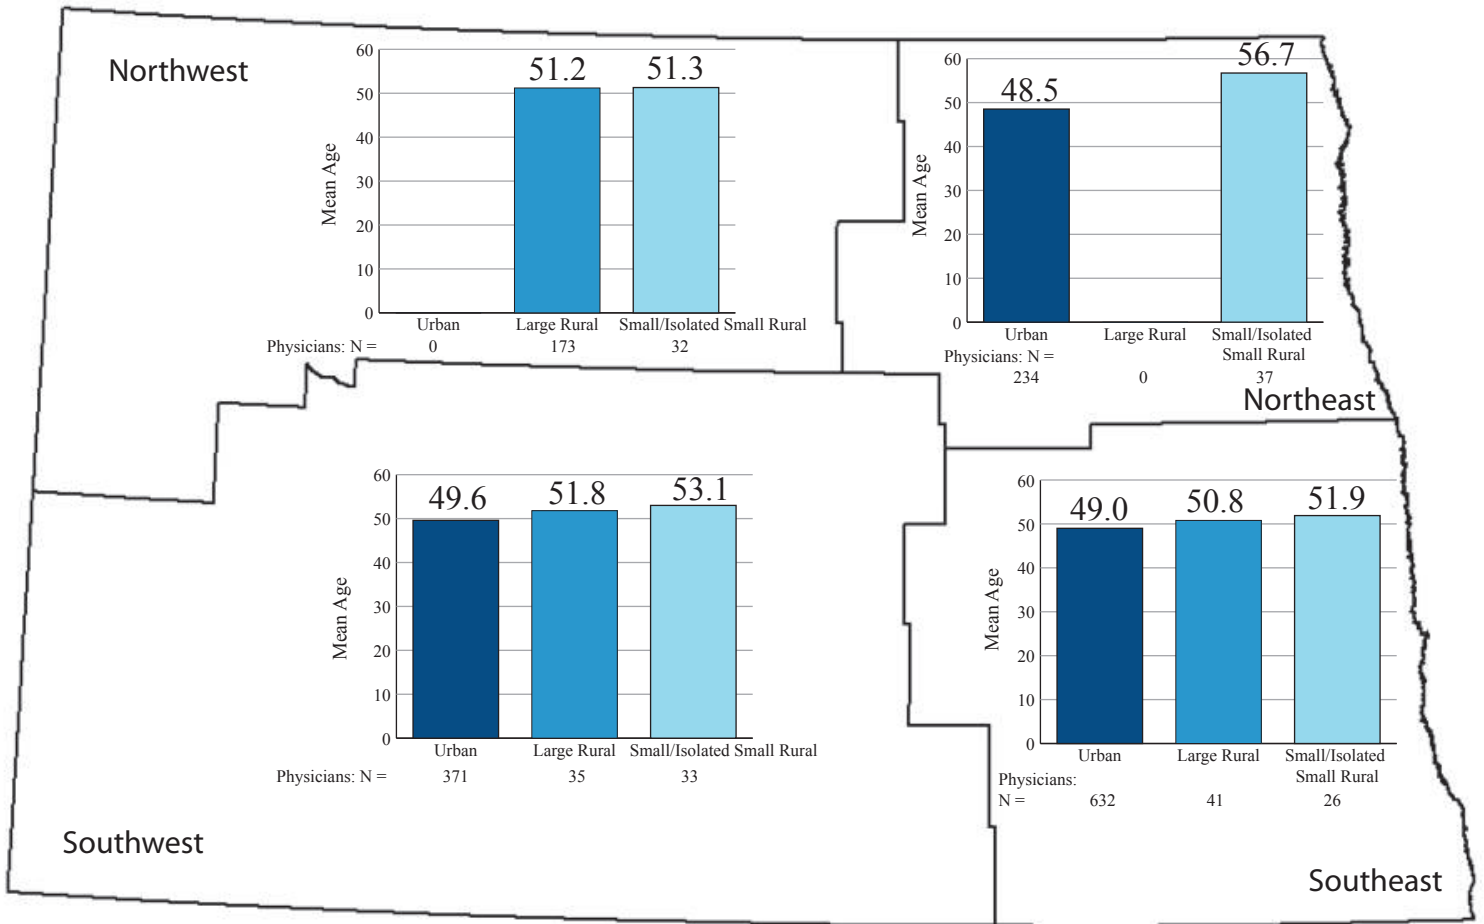 Northwest
Mean Age
60
50
40
30
20
10
0
51.2
51.3
Urban
Large Rural
Small/Isolated Small Rural
Physicians: N =
0
173
32
Mean Age
60
50
40
30
20
10
0
48.5
56.7
Urban
Large Rural
Small/Isolated
Small Rural
Physicians: N =
234
0
37
Northeast
Mean Age
60
50
40
30
20
10
0
49.6
51.8
53.1
Urban
Large Rural
Small/Isolated Small Rural
Physicians: N =
371
35
33
Southwest
Mean Age
60
50
40
30
20
10
0
49.0
50.8
51.9
Urban
Large Rural
Small/Isolated
Small Rural
Physicians:
N =
632
41
26
Southeast